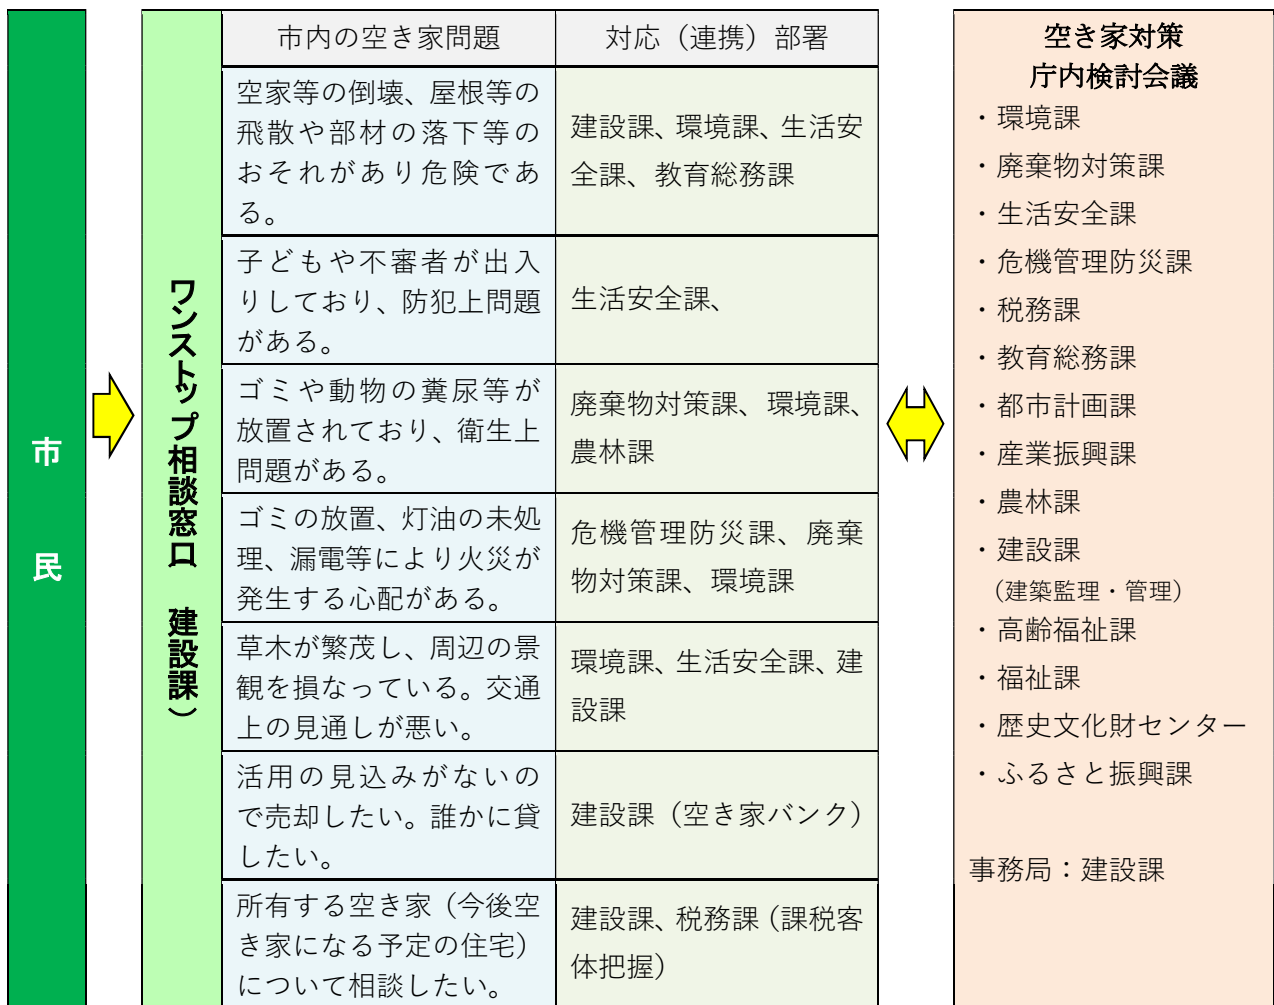 市
民
ワンストップ相談窓口 建設課）
市内の空き家問題
対応（連携）部署
空家等の倒壊、屋根等の
飛散や部材の落下等の
おそれがあり危険であ
る。
建設課、環境課、生活安
全課、教育総務課
子どもや不審者が出入
りしており、防犯上問題
がある。
生活安全課、
ゴミや動物の糞尿等が
放置されており、衛生上
問題がある。
廃棄物対策課、環境課、
農林課
ゴミの放置、灯油の未処
理、漏電等により火災が
発生する心配がある。
危機管理防災課、廃棄
物対策課、環境課
草木が繁茂し、周辺の景
観を損なっている。交通
上の見通しが悪い。
環境課、生活安全課、建
設課
活用の見込みがないの
で売却したい。誰かに貸
したい。
建設課（空き家バンク）
所有する空き家（今後空
き家になる予定の住宅）
について相談したい。
建設課、税務課（課税客
体把握）
空き家対策
庁内検討会議
・環境課
・廃棄物対策課
・生活安全課
・危機管理防災課
・税務課
・教育総務課
・都市計画課
・産業振興課
・農林課
・建設課
（建築監理・管理）
・高齢福祉課
・福祉課
・歴史文化財センター
・ふるさと振興課
事務局：建設課